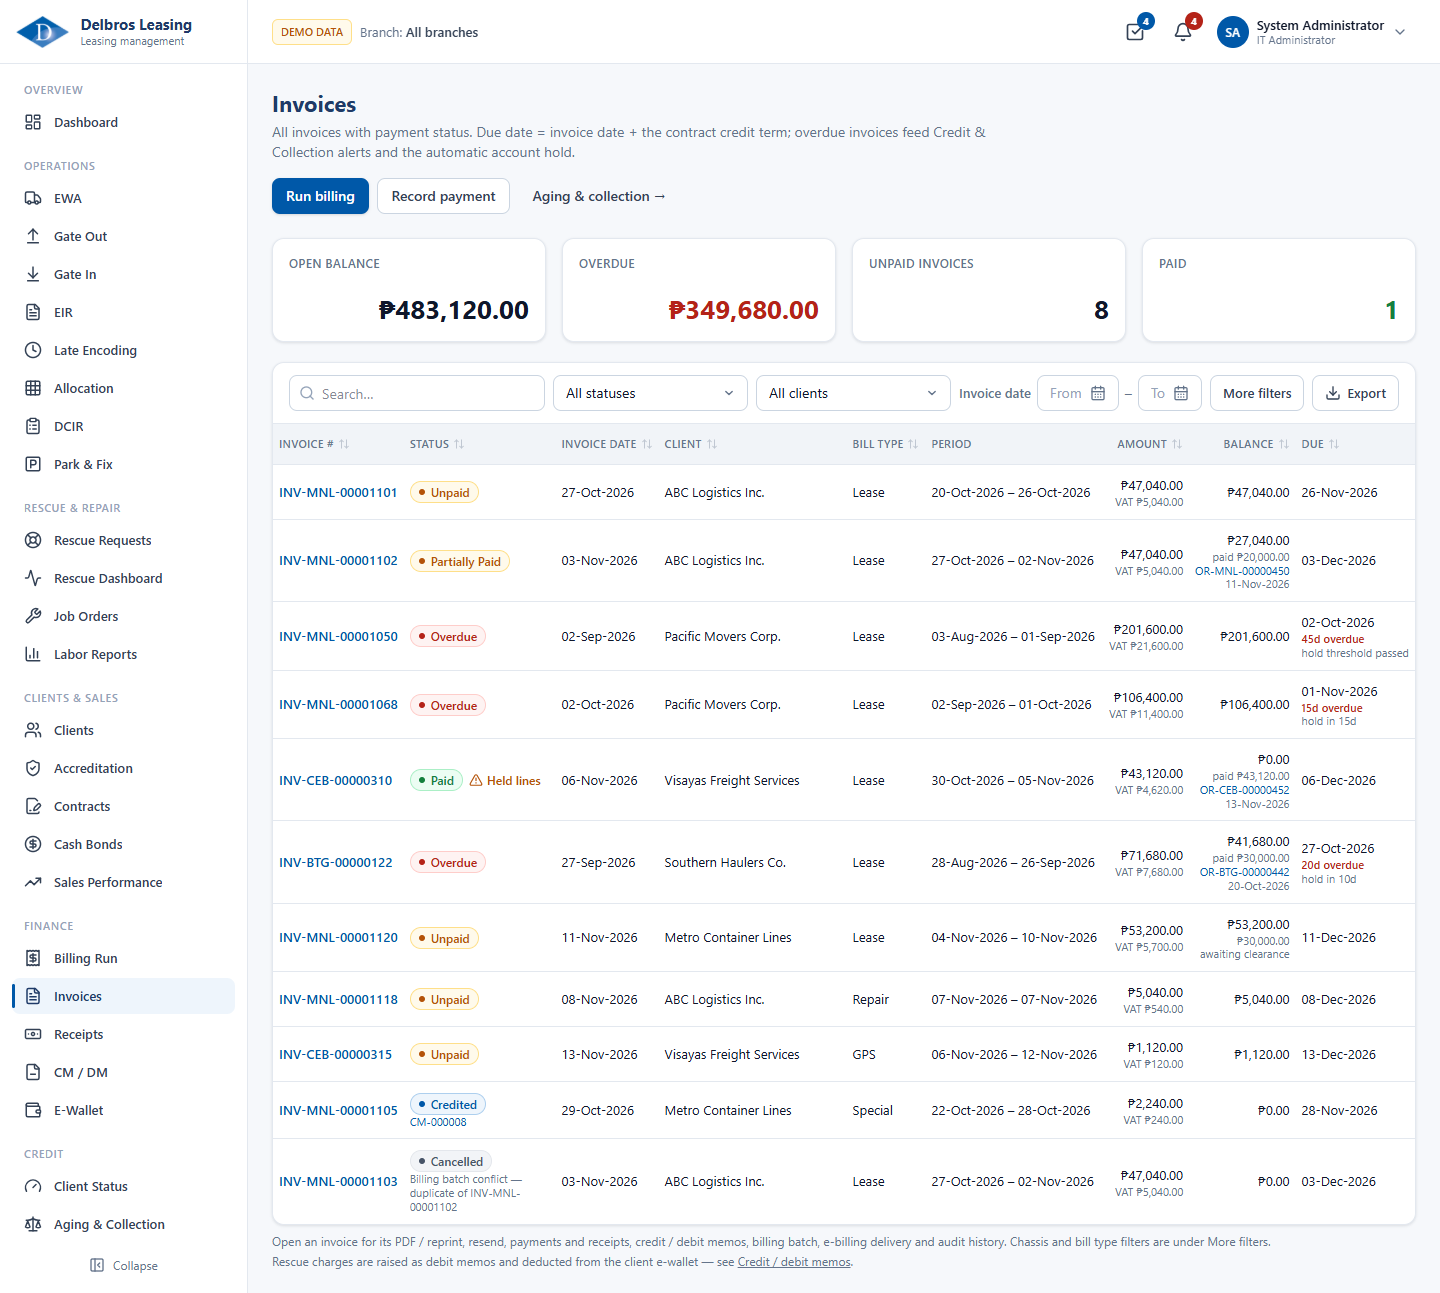 Delbros Leasing
Leasing management
DEMO DATA
Branch: All branches
4
4
SA
System Administrator
IT Administrator
OVERVIEW
Dashboard
OPERATIONS
EWA
Gate Out
Gate In
EIR
Late Encoding
Allocation
DCIR
Park & Fix
RESCUE & REPAIR
Rescue Requests
Rescue Dashboard
Job Orders
Labor Reports
CLIENTS & SALES
Clients
Accreditation
Contracts
Cash Bonds
Sales Performance
FINANCE
Billing Run
Invoices
Receipts
CM / DM
E-Wallet
CREDIT
Client Status
Aging & Collection
Collapse
Invoices
All invoices with payment status. Due date = invoice date + the contract credit term; overdue invoices feed Credit &
Collection alerts and the automatic account hold.
Run billing
Record payment
Aging & collection →
OPEN BALANCE
₱483,120.00
OVERDUE
₱349,680.00
UNPAID INVOICES
8
PAID
1
Search...
All statuses
All clients
Invoice date
From
–
To
More filters
Export
INVOICE # STATUS INVOICE DATE CLIENT BILL TYPE PERIOD AMOUNT BALANCE DUE
INV-MNL-00001101 Unpaid 27-Oct-2026 ABC Logistics Inc. Lease 20-Oct-2026 – 26-Oct-2026 ₱47,040.00 ₱47,040.00 26-Nov-2026
VAT ₱5,040.00
INV-MNL-00001102 Partially Paid 03-Nov-2026 ABC Logistics Inc. Lease 27-Oct-2026 – 02-Nov-2026 ₱47,040.00 ₱27,040.00 03-Dec-2026
VAT ₱5,040.00
paid ₱20,000.00
OR-MNL-00000450
11-Nov-2026
INV-MNL-00001050 Overdue 02-Sep-2026 Pacific Movers Corp. Lease 03-Aug-2026 – 01-Sep-2026 ₱201,600.00 ₱201,600.00 02-Oct-2026
VAT ₱21,600.00
45d overdue
hold threshold passed
INV-MNL-00001068 Overdue 02-Oct-2026 Pacific Movers Corp. Lease 02-Sep-2026 – 01-Oct-2026 ₱106,400.00 ₱106,400.00 01-Nov-2026
VAT ₱11,400.00
15d overdue
hold in 15d
INV-CEB-00000310 Paid Held lines 06-Nov-2026 Visayas Freight Services Lease 30-Oct-2026 – 05-Nov-2026 ₱43,120.00 ₱0.00 06-Dec-2026
VAT ₱4,620.00
paid ₱43,120.00
OR-CEB-00000452
13-Nov-2026
INV-BTG-00000122 Overdue 27-Sep-2026 Southern Haulers Co. Lease 28-Aug-2026 – 26-Sep-2026 ₱71,680.00 ₱41,680.00 27-Oct-2026
VAT ₱7,680.00
paid ₱30,000.00
OR-BTG-00000442
20-Oct-2026
20d overdue
hold in 10d
INV-MNL-00001120 Unpaid 11-Nov-2026 Metro Container Lines Lease 04-Nov-2026 – 10-Nov-2026 ₱53,200.00 ₱53,200.00 11-Dec-2026
VAT ₱5,700.00
₱30,000.00
awaiting clearance
INV-MNL-00001118 Unpaid 08-Nov-2026 ABC Logistics Inc. Repair 07-Nov-2026 – 07-Nov-2026 ₱5,040.00 ₱5,040.00 08-Dec-2026
VAT ₱540.00
INV-CEB-00000315 Unpaid 13-Nov-2026 Visayas Freight Services GPS 06-Nov-2026 – 12-Nov-2026 ₱1,120.00 ₱1,120.00 13-Dec-2026
VAT ₱120.00
INV-MNL-00001105 Credited 29-Oct-2026 Metro Container Lines Special 22-Oct-2026 – 28-Oct-2026 ₱2,240.00 ₱0.00 28-Nov-2026
CM-000008
VAT ₱240.00
INV-MNL-00001103 Cancelled 03-Nov-2026 ABC Logistics Inc. Lease 27-Oct-2026 – 02-Nov-2026 ₱47,040.00 ₱0.00 03-Dec-2026
Billing batch conflict —
duplicate of INV-MNL-
00001102
VAT ₱5,040.00
Open an invoice for its PDF / reprint, resend, payments and receipts, credit / debit memos, billing batch, e-billing delivery and audit history. Chassis and bill type filters are under More filters.
Rescue charges are raised as debit memos and deducted from the client e-wallet — see Credit / debit memos.